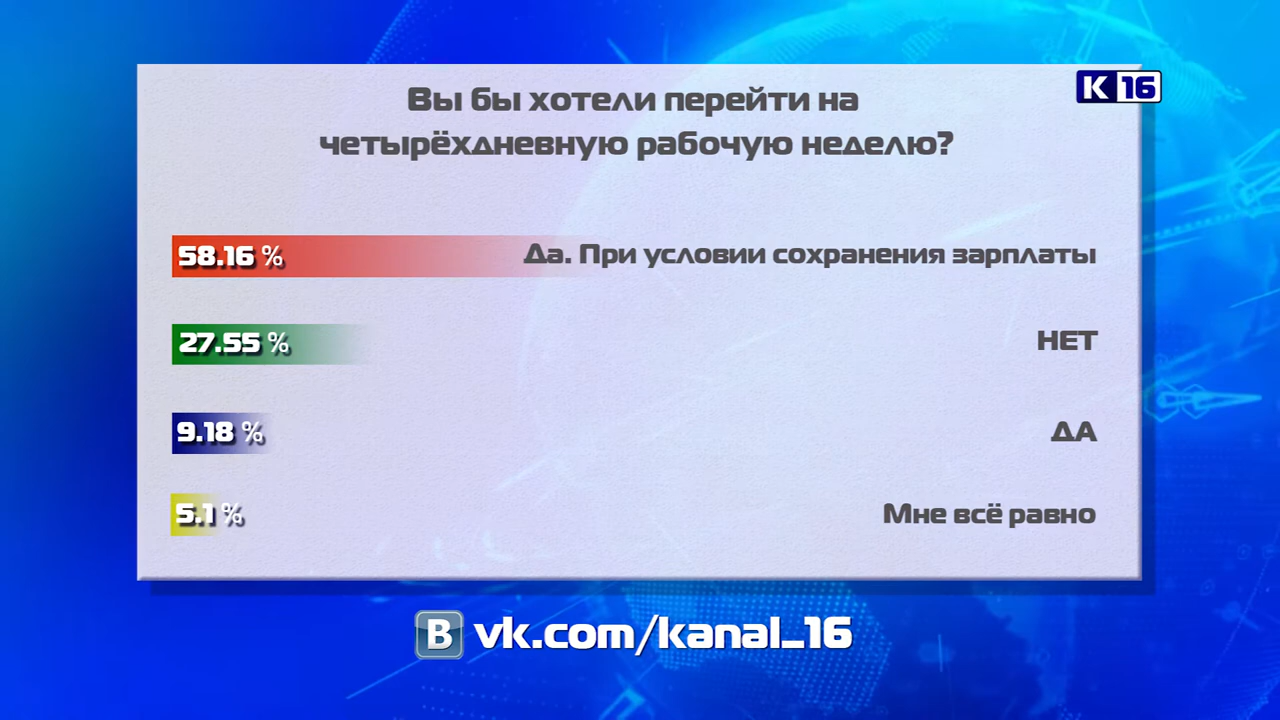 К 16
Вы бы хотели перейти на
четырёхдневную рабочую неделю?
58.16 % Да. При условии сохранения зарплаты
27.55 % НЕТ
9.18 % ДА
5.1 % Мне всё равно
В vk.com/kanal_16